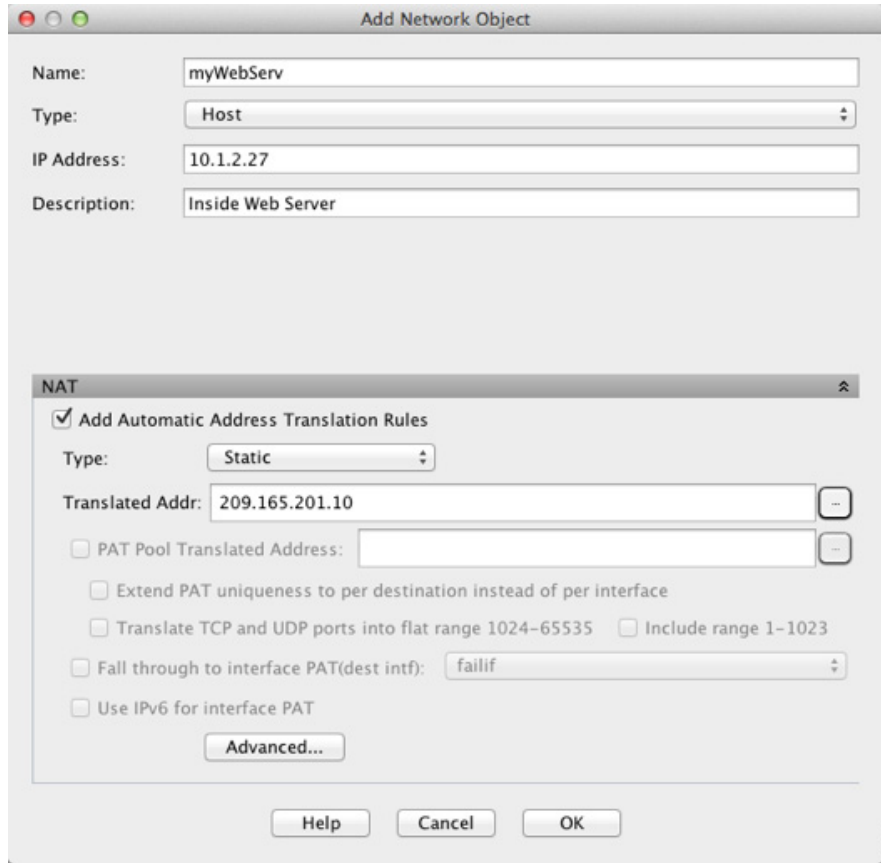 Add Network Object
Name: myWebServ
Type: Host
IP Address: 10.1.2.27
Description: Inside Web Server
NAT
Add Automatic Address Translation Rules
Type: Static
Translated Addr: 209.165.201.10 ...
PAT Pool Translated Address: ...
Extend PAT uniqueness to per destination instead of per interface
Translate TCP and UDP ports into flat range 1024-65535 Include range 1-1023
Fall through to interface PAT(dest intf): failif
Use IPv6 for interface PAT
Advanced...
Help Cancel OK